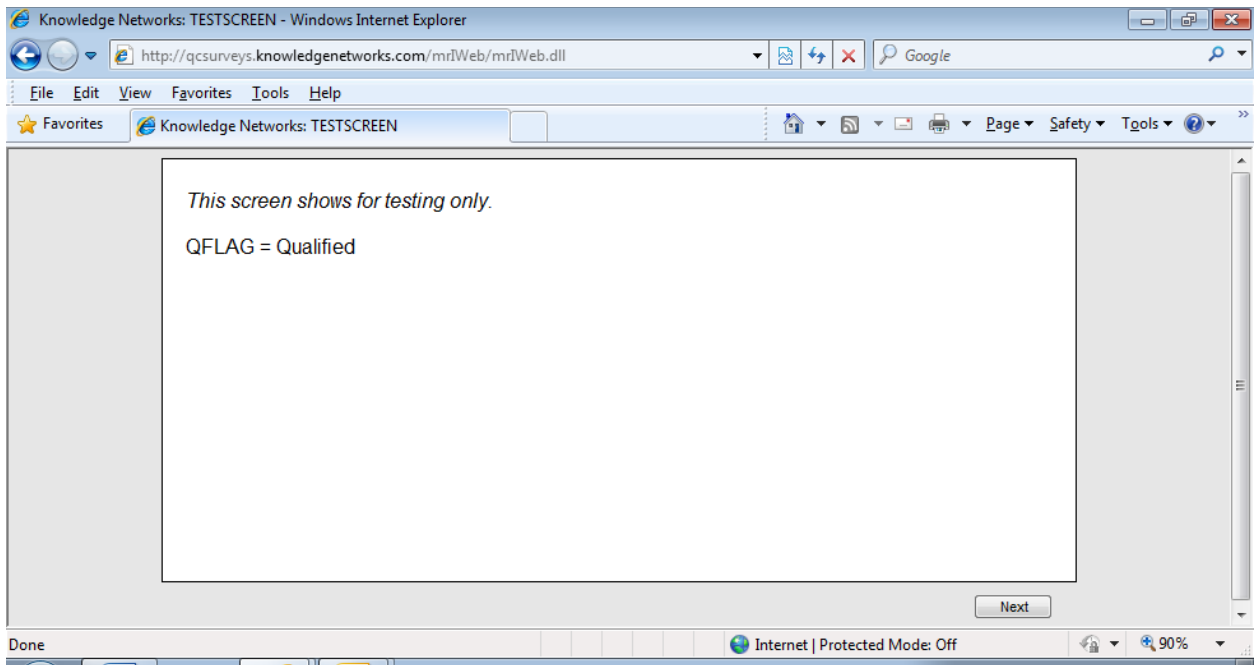 Knowledge Networks: TESTSCREEN - Windows Internet Explorer
http://qcsurveys.knowledgenetworks.com/mrIWeb/mrIWeb.dll
Google
File Edit View Favorites Tools Help
Favorites Knowledge Networks: TESTSCREEN Page Safety Tools
This screen shows for testing only.
QFLAG = Qualified
Next
Done Internet | Protected Mode: Off 90%